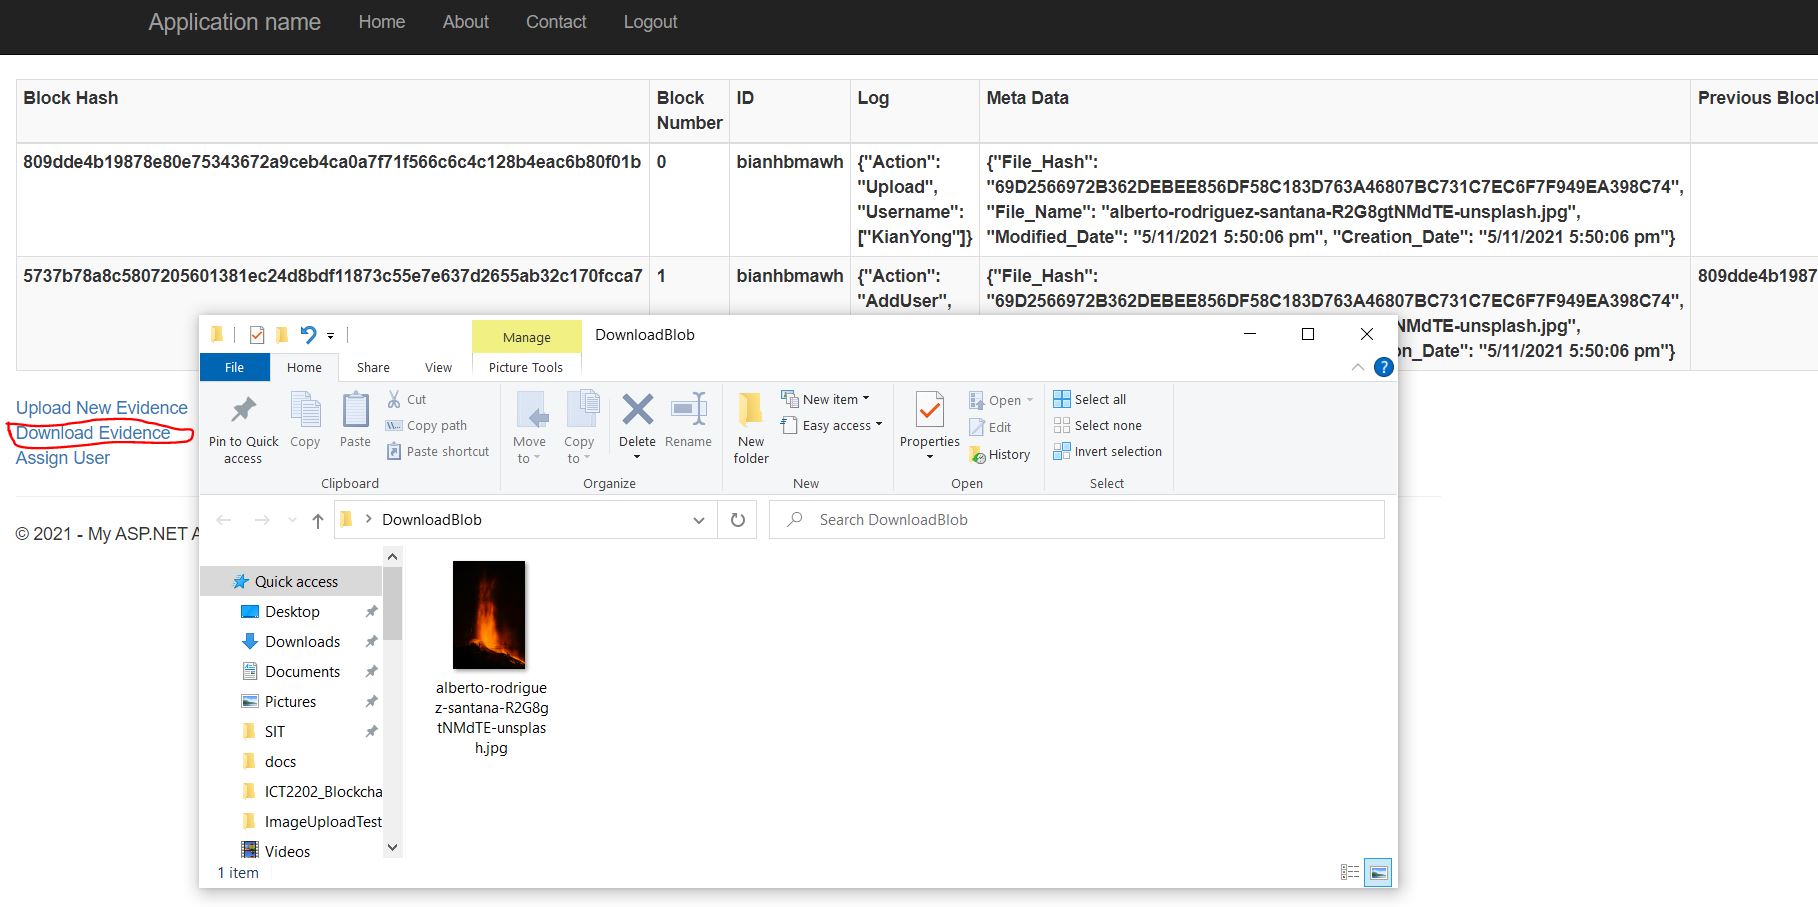 Application name Home About Contact Logout
Block Hash Block Number ID Log Meta Data Previous Bloc
809dde4b19878e80e75343672a9ceb4ca0a7f71f566c6c4c128b4eac6b80f01b 0 bianhbmawh {"Action": {"File_Hash":
"Upload", "69D2566972B362DEBEE856DF58C183D763A46807BC731C7EC6F7F949EA398C74",
"Username": "File_Name": "alberto-rodriguez-santana-R2G8gtNMdTE-unsplash.jpg",
["KianYong"]} "Modified_Date": "5/11/2021 5:50:06 pm", "Creation_Date": "5/11/2021 5:50:06 pm"}
5737b78a8c5807205601381ec24d8bdf11873c55e7e637d2655ab32c170fcca7 1 bianhbmawh {"Action": {"File_Hash": 809dde4b1987
"AddUser", "69D2566972B362DEBEE856DF58C183D763A46807BC731C7EC6F7F949EA398C74",
NMdTE-unsplash.jpg",
on_Date": "5/11/2021 5:50:06 pm"}
Upload New Evidence
Download Evidence
Assign User
© 2021 - My ASP.NET A
Manage DownloadBlob
File Home Share View Picture Tools
Pin to Quick access
Copy
Paste
Cut
Copy path
Paste shortcut
Clipboard
Move to
Copy to
Delete
Rename
Organize
New folder
New item
Easy access
New
Properties
Open
Edit
History
Open
Select all
Select none
Invert selection
Select
DownloadBlob
Search DownloadBlob
Quick access
Desktop
Downloads
Documents
Pictures
SIT
docs
ICT2202_Blockcha
ImageUploadTest
Videos
alberto-rodrigue
z-santana-R2G8g
tNMdTE-unsplas
h.jpg
1 item